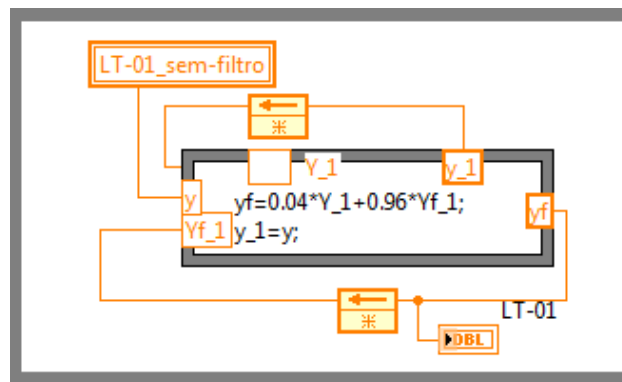 LT-01_sem-filtro
Y_1
y_1
y
yf=0.04*Y_1+0.96*Yf_1;
yf
Yf_1
y_1=y;
LT-01
DBL